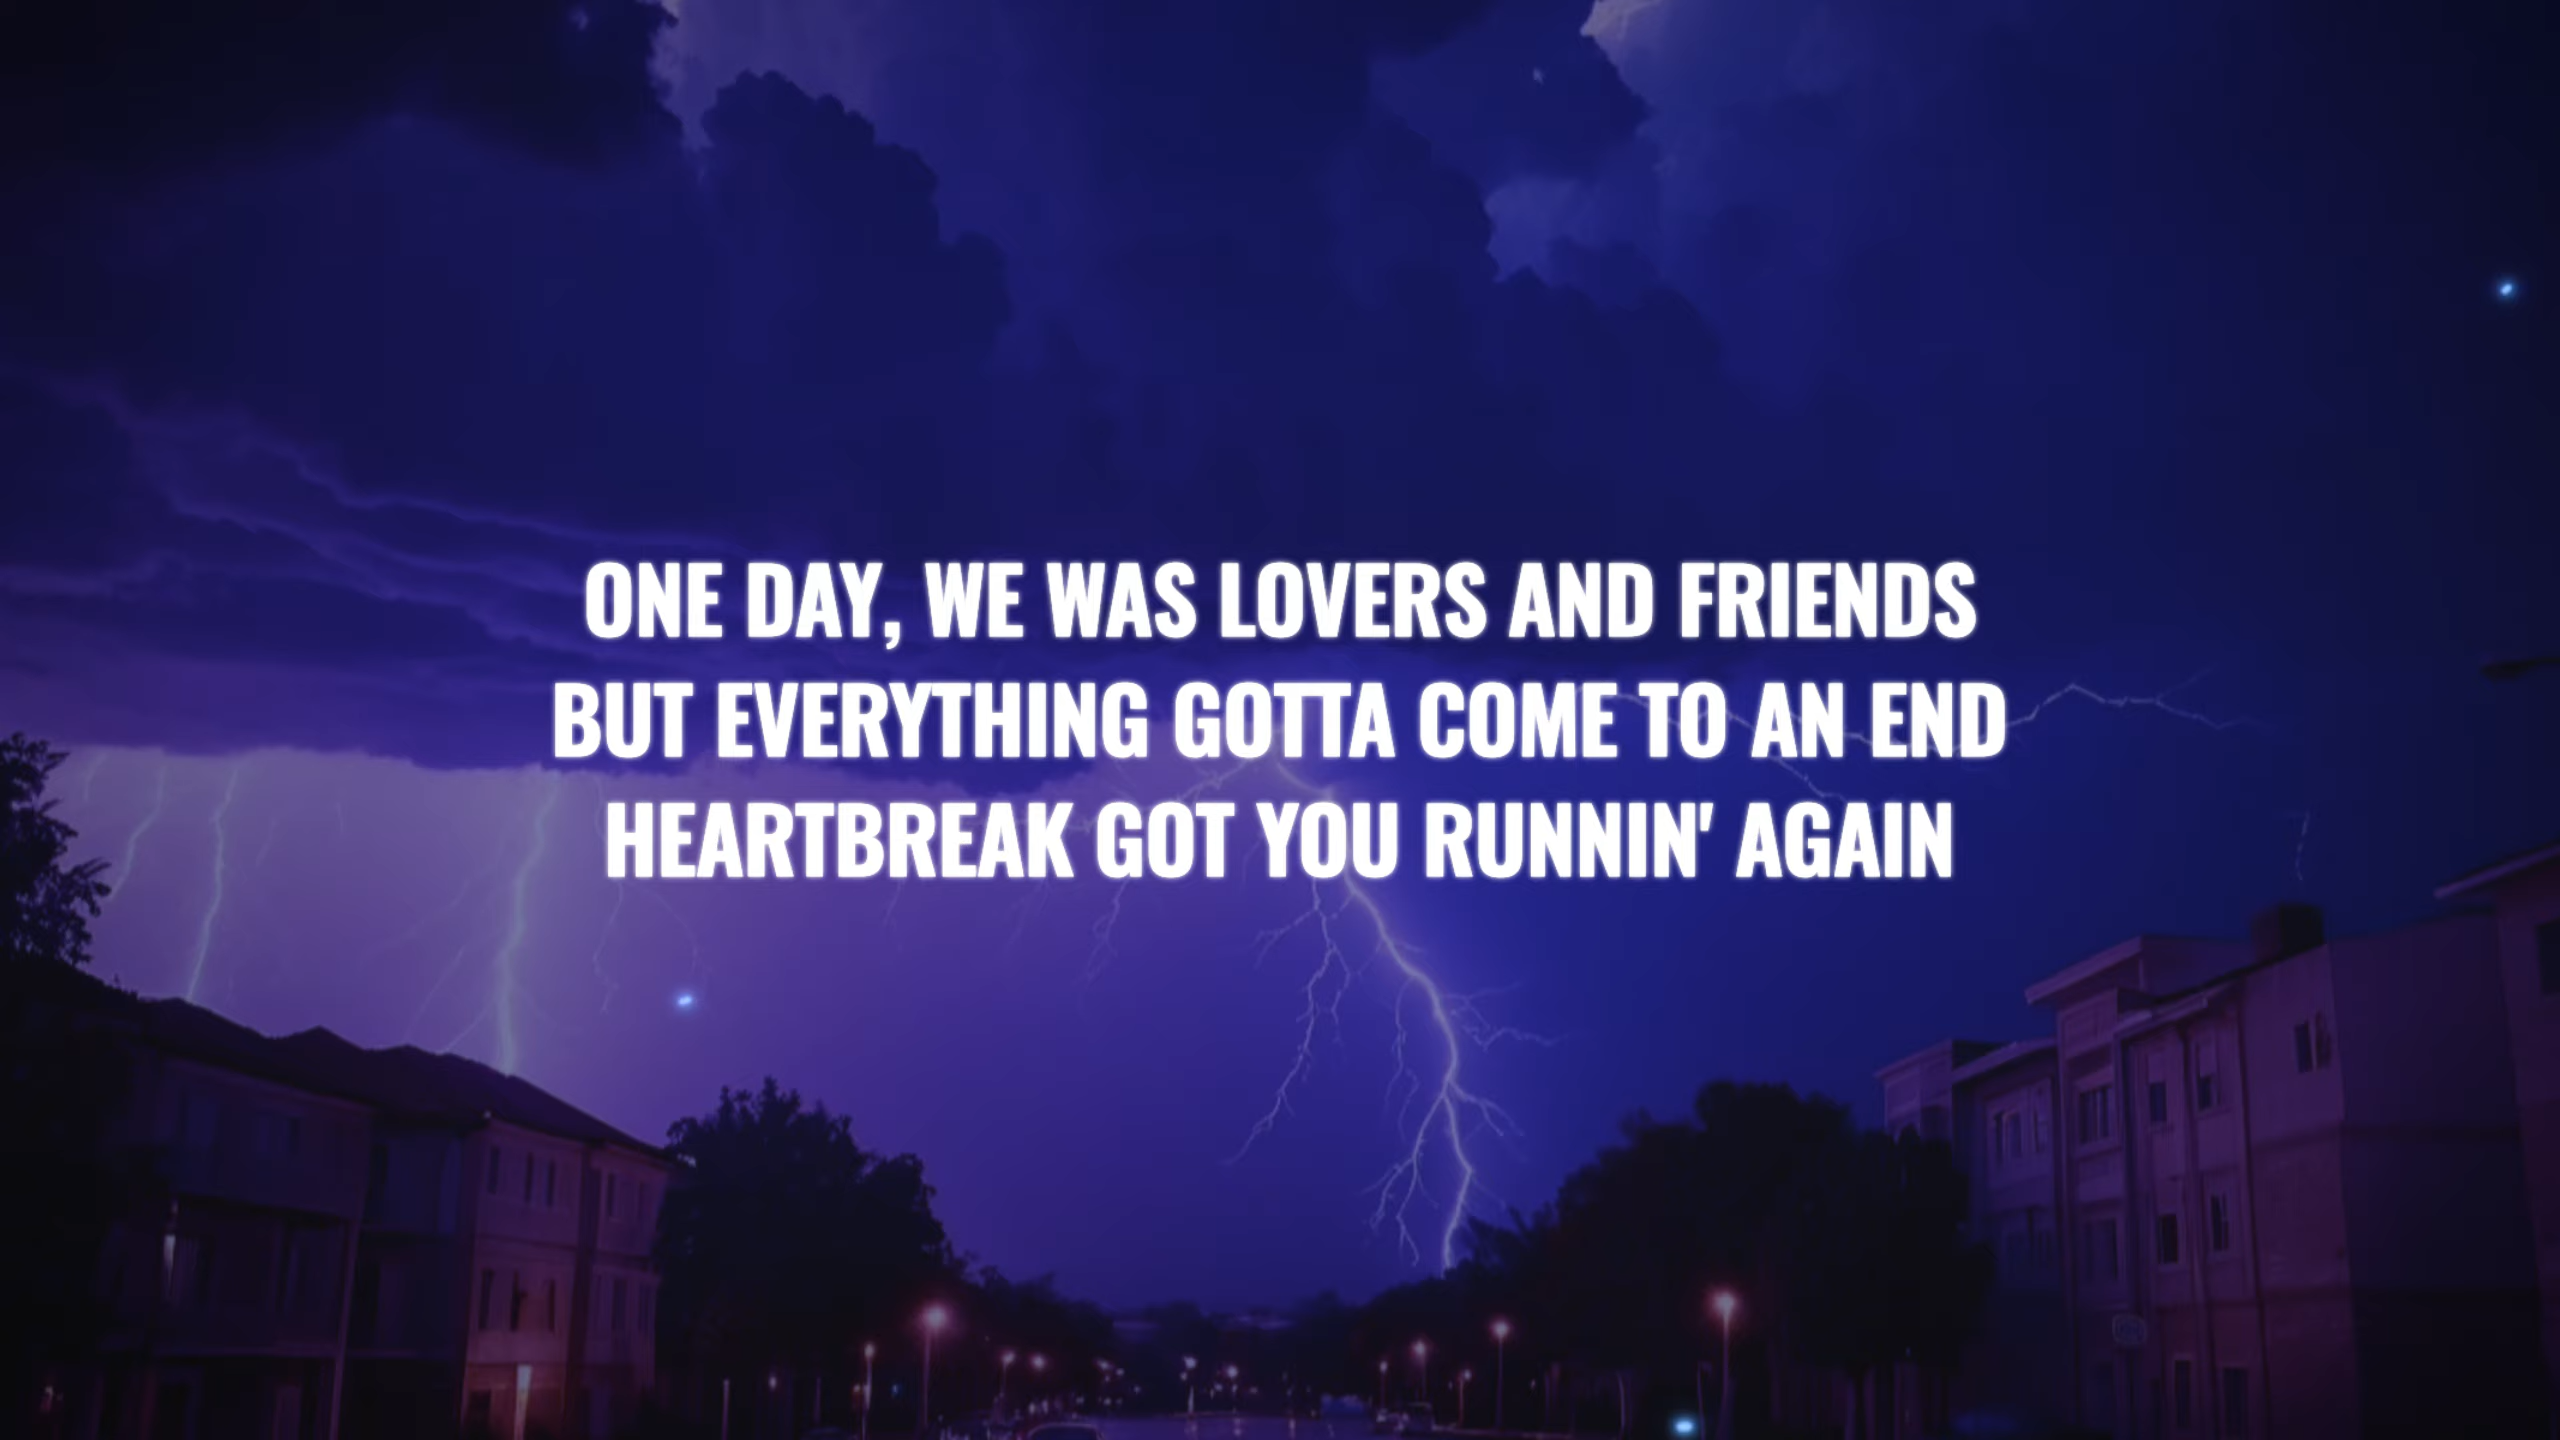 ONE DAY, WE WAS LOVERS AND FRIENDS
BUT EVERYTHING GOTTA COME TO AN END
HEARTBREAK GOT YOU RUNNIN' AGAIN